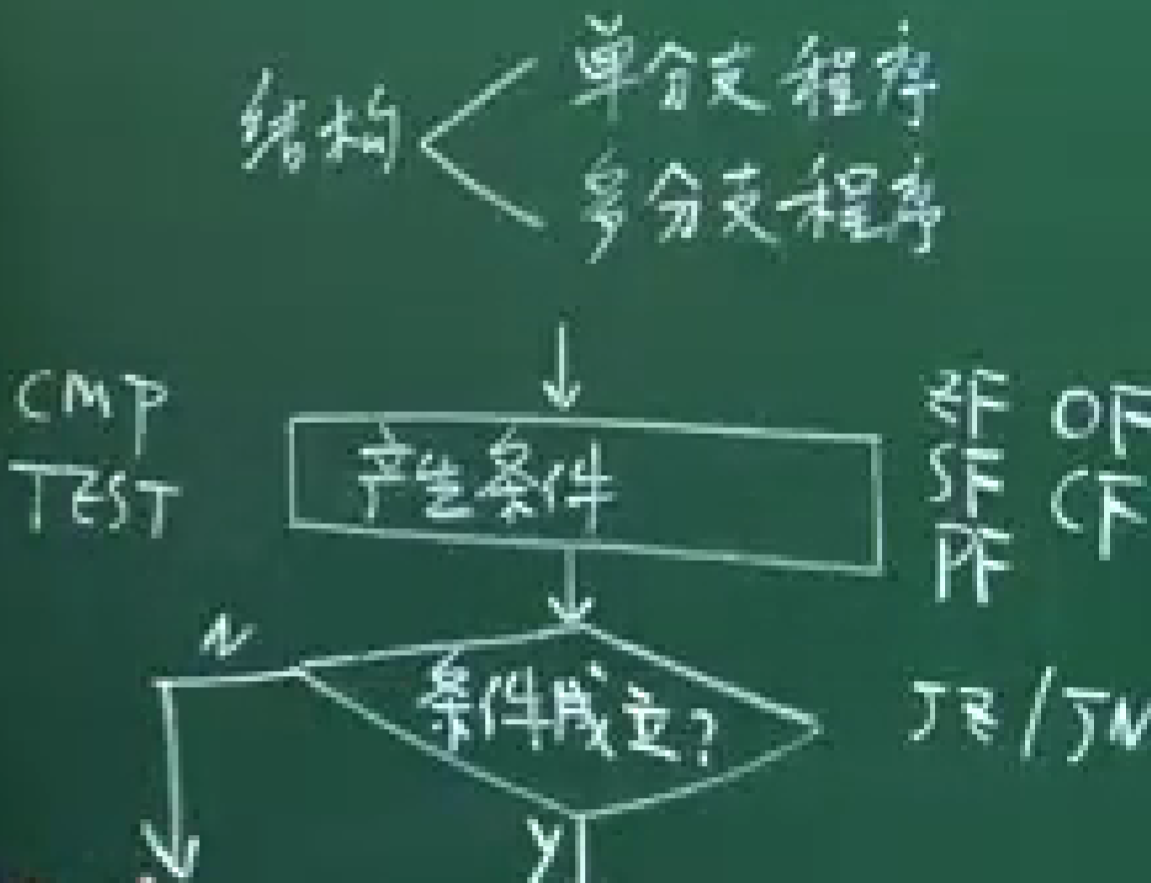 单分支程序
结构
多分支程序
CMP
TEST
产生条件
ZF OF
SF CF
PF
N
条件成立?
JZ/JN
Y